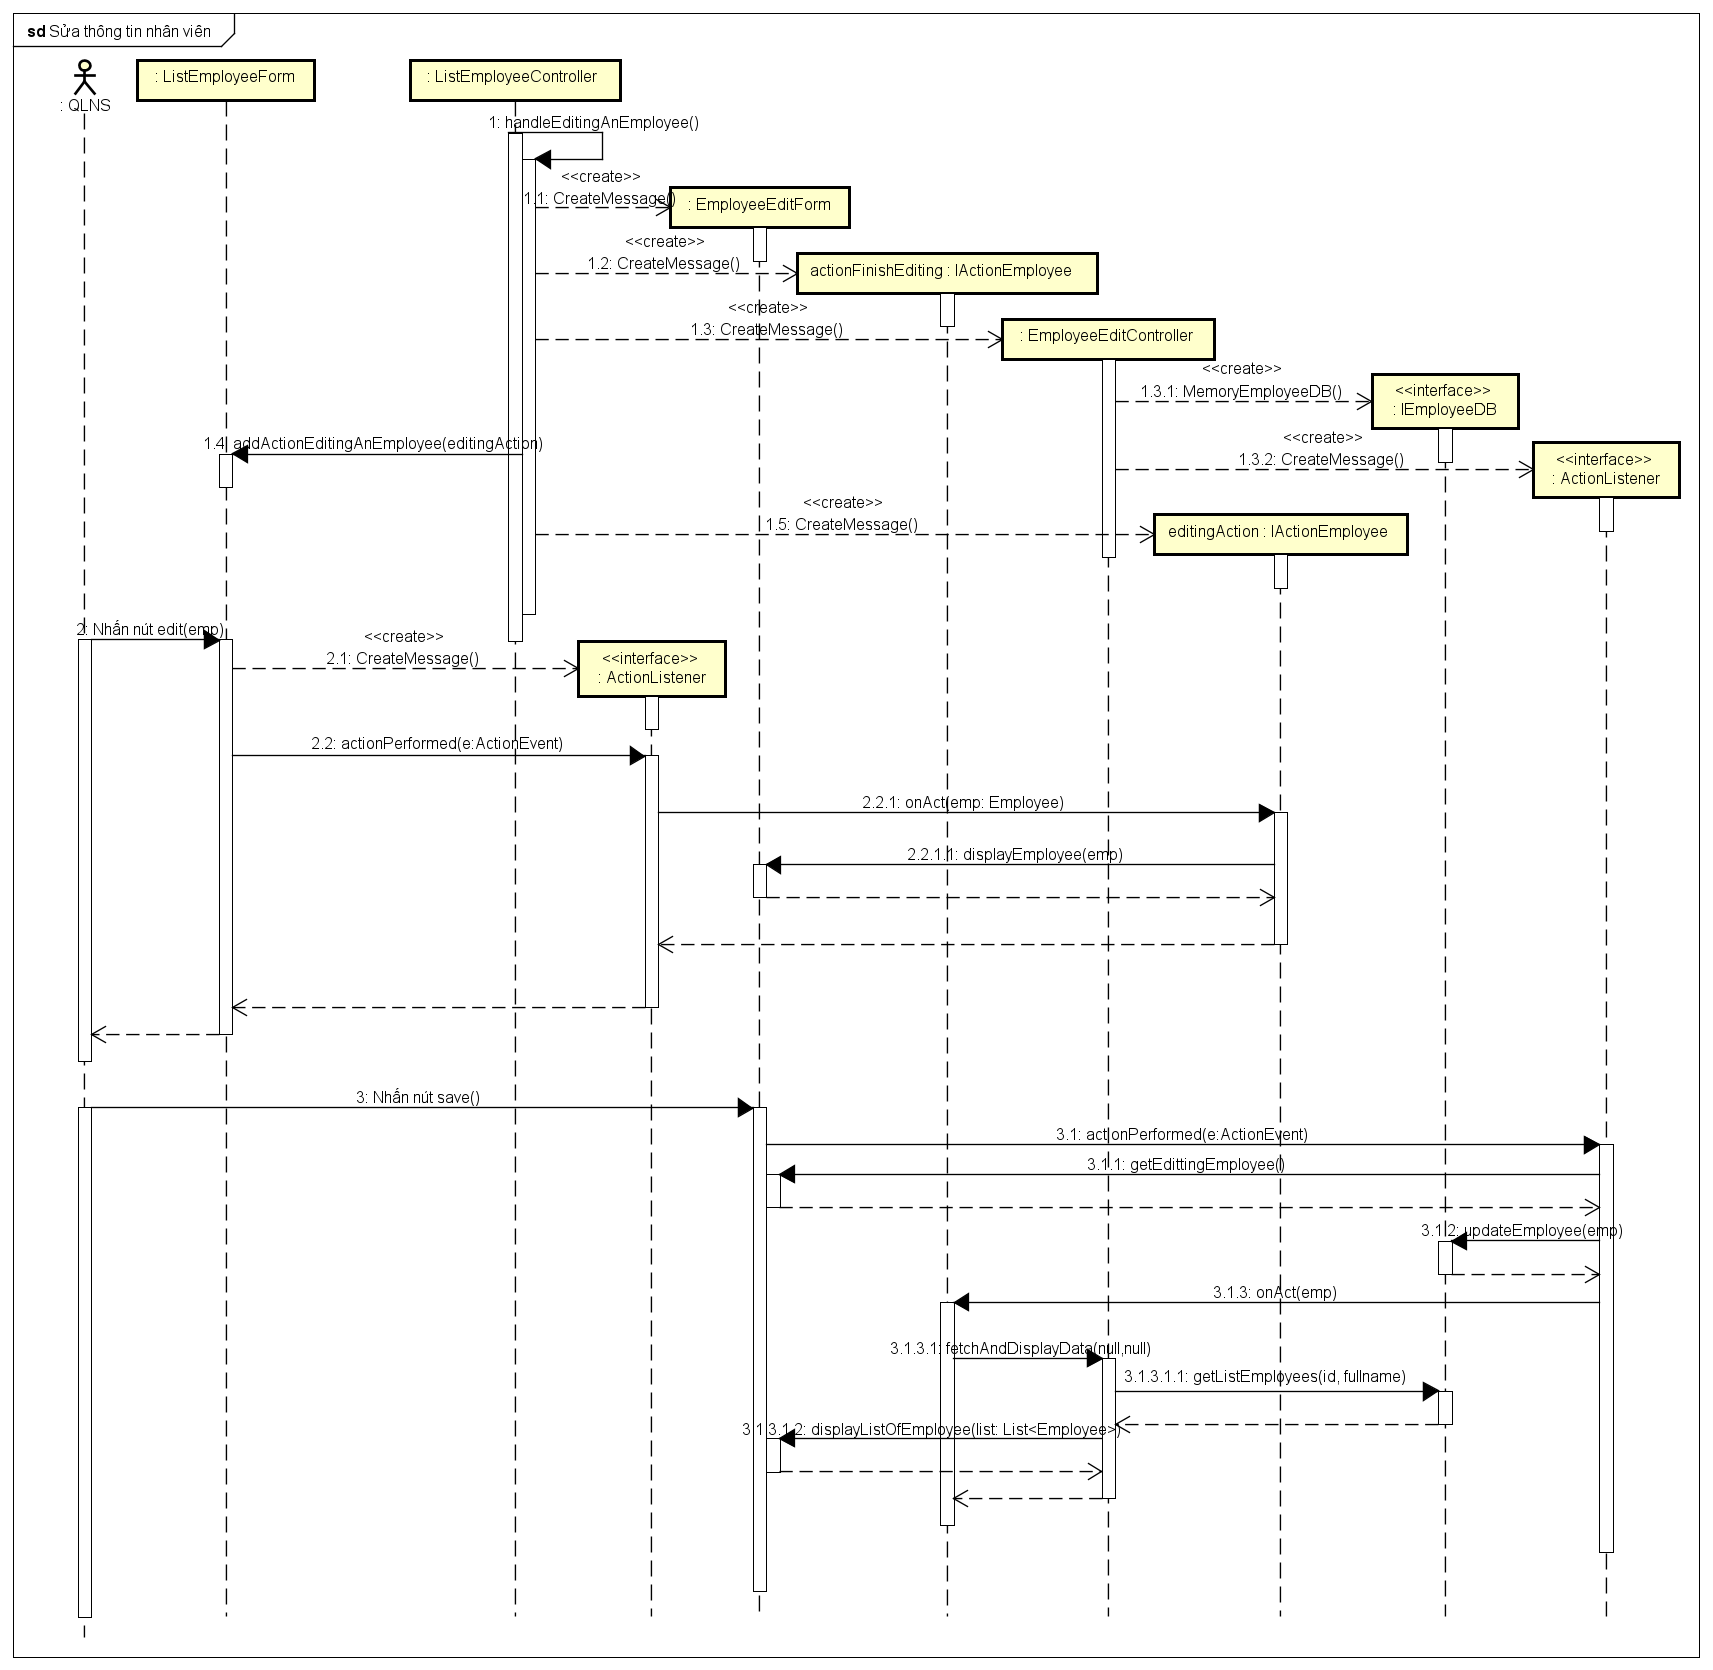 sd Sửa thông tin nhân viên
: QLNS
: ListEmployeeForm
: ListEmployeeController
1: handleEditingAnEmployee()
<<create>>
1.1: CreateMessage()
: EmployeeEditForm
<<create>>
1.2: CreateMessage()
actionFinishEditing : IActionEmployee
<<create>>
1.3: CreateMessage()
: EmployeeEditController
<<create>>
1.3.1: MemoryEmployeeDB()
<<interface>>
: IEmployeeDB
1.4: addActionEditingAnEmployee(editingAction)
<<create>>
1.3.2: CreateMessage()
<<interface>>
: ActionListener
<<create>>
1.5: CreateMessage()
editingAction : IActionEmployee
2: Nhấn nút edit(emp)
<<create>>
2.1: CreateMessage()
<<interface>>
: ActionListener
2.2: actionPerformed(e:ActionEvent)
2.2.1: onAct(emp: Employee)
2.2.1.1: displayEmployee(emp)
3: Nhấn nút save()
3.1: actionPerformed(e:ActionEvent)
3.1.1: getEdittingEmployee()
3.1.2: updateEmployee(emp)
3.1.3: onAct(emp)
3.1.3.1: fetchAndDisplayData(null,null)
3.1.3.1.1: getListEmployees(id, fullname)
3.1.3.1.2: displayListOfEmployee(list: List<Employee>)